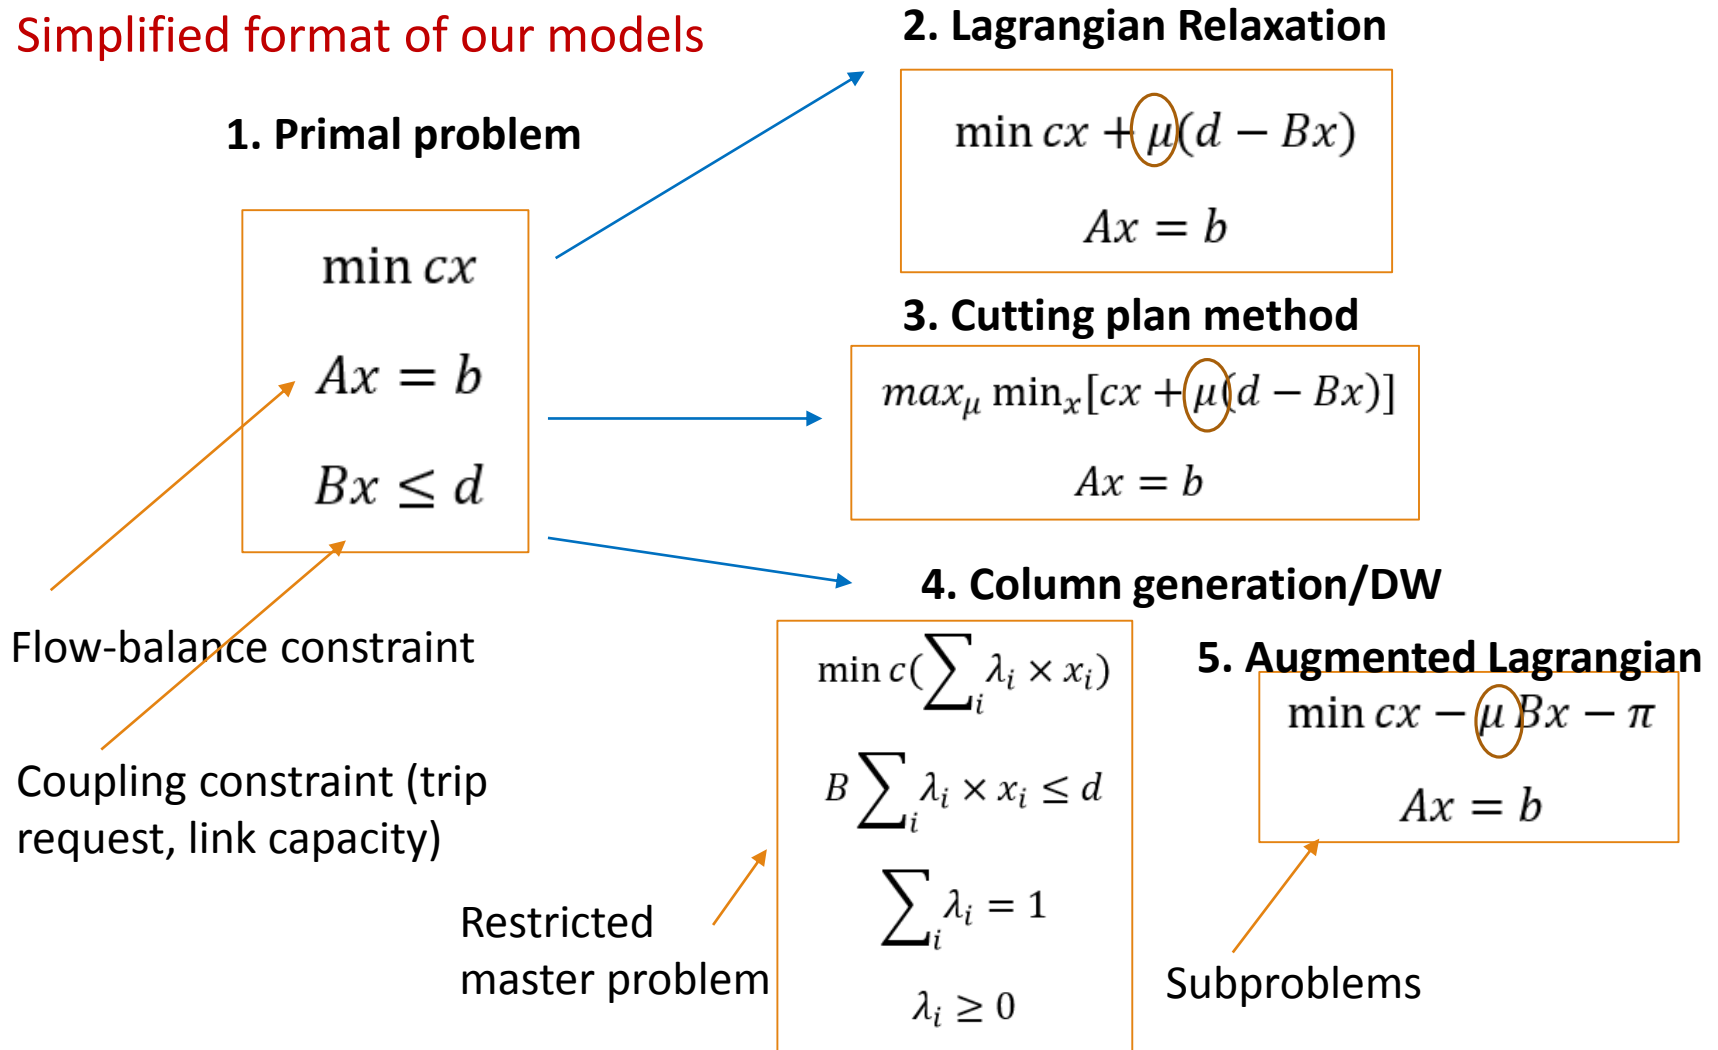 Simplified format of our models
1. Primal problem
min cx
Ax = b
Bx ≤ d
Flow-balance constraint
Coupling constraint (trip
request, link capacity)
2. Lagrangian Relaxation
min cx + μ(d − Bx)
Ax = b
3. Cutting plan method
max_μ min_x[cx + μ(d − Bx)]
Ax = b
4. Column generation/DW
min c(∑_i λ_i × x_i)
B ∑_i λ_i × x_i ≤ d
∑_i λ_i = 1
λ_i ≥ 0
Restricted
master problem
5. Augmented Lagrangian
min cx − μ Bx − π
Ax = b
Subproblems